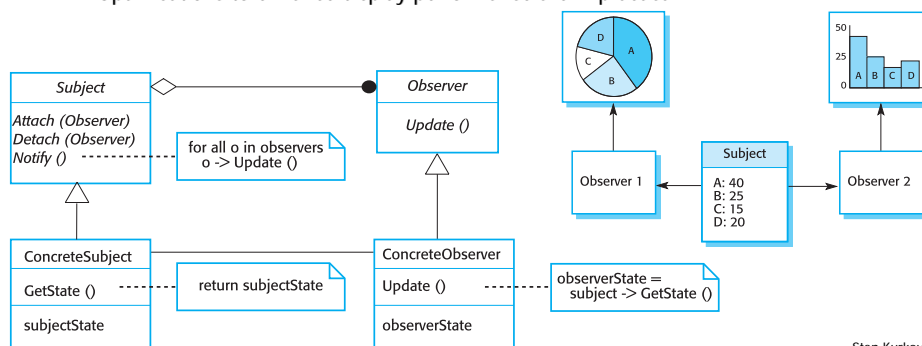 Subject
Attach (Observer)
Detach (Observer)
Notify ()
for all o in observers
o -> Update ()
Observer
Update ()
ConcreteSubject
GetState ()
subjectState
return subjectState
ConcreteObserver
Update ()
observerState
observerState =
subject -> GetState ()
D
A
C
B
50
25
0
A B C D
Observer 1
Subject
A: 40
B: 25
C: 15
D: 20
Observer 2